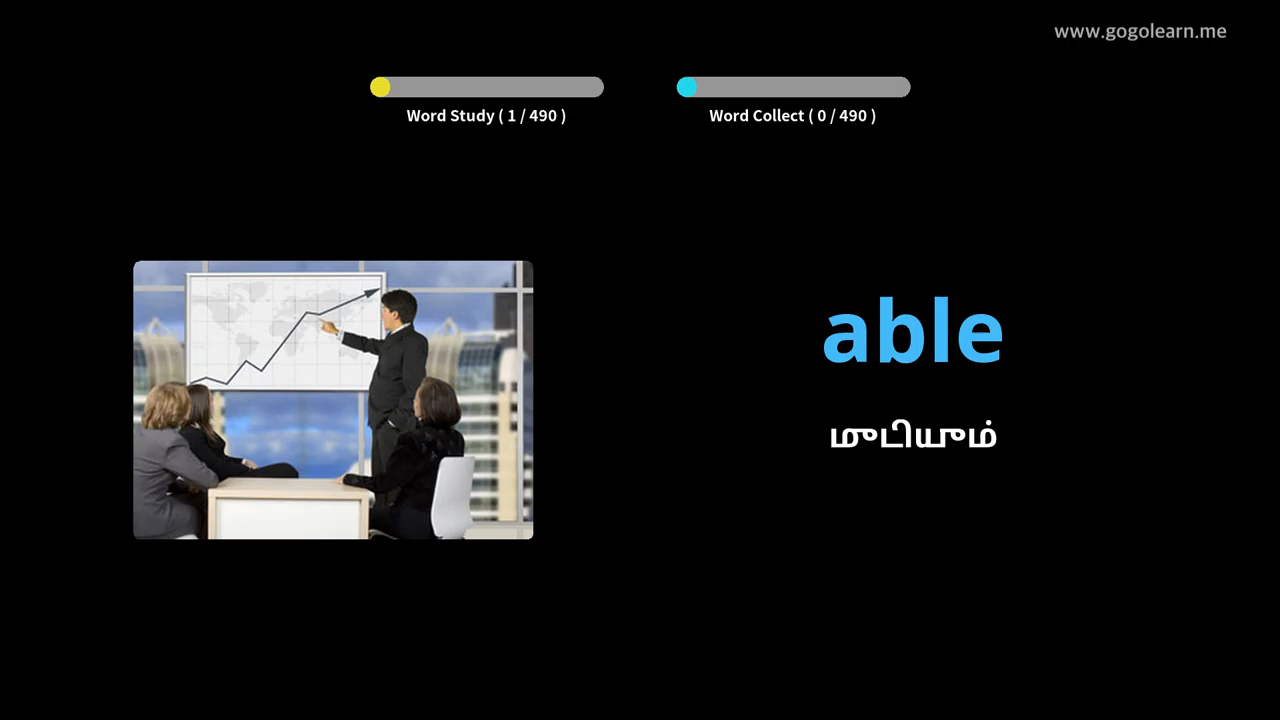 www.gogolearn.me
Word Study ( 1 / 490 )
Word Collect ( 0 / 490 )
able
முடியும்